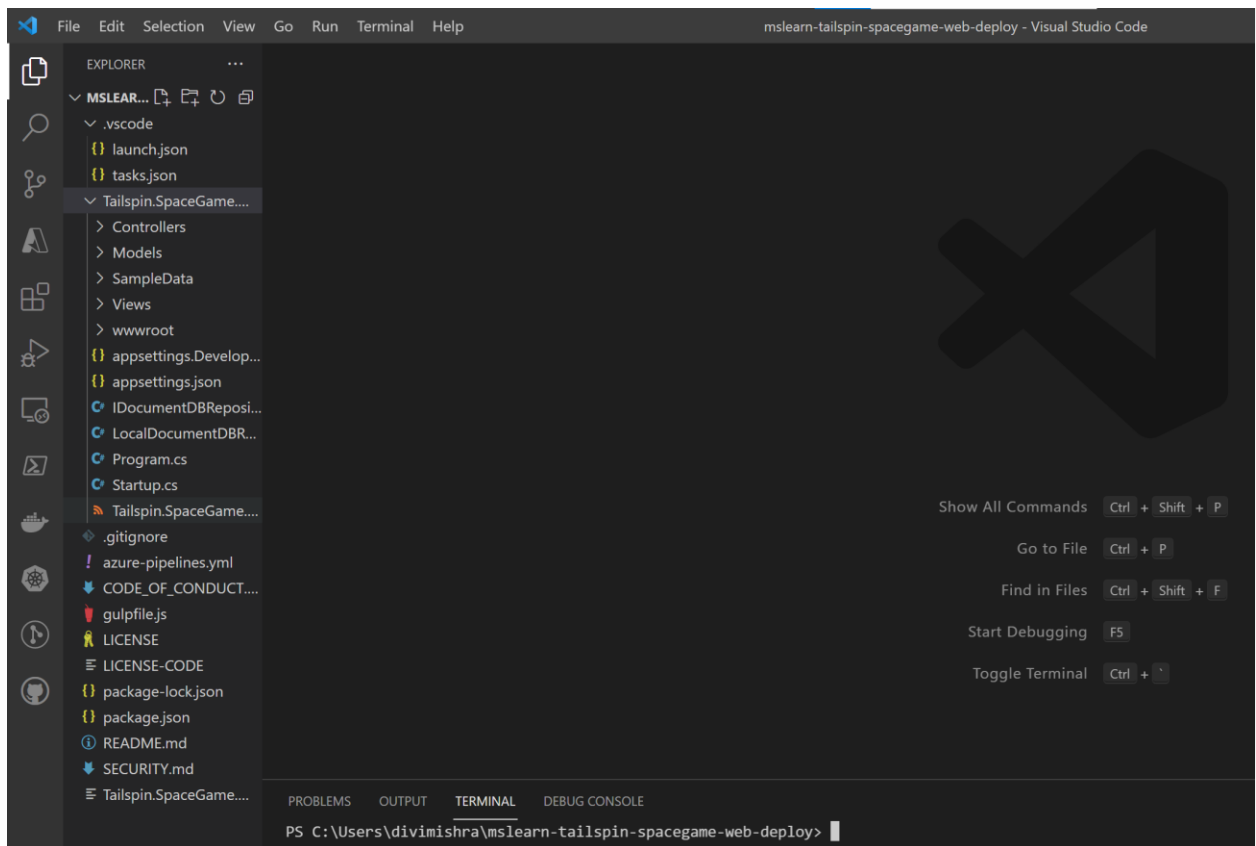 File Edit Selection View Go Run Terminal Help mslearn-tailspin-spacegame-web-deploy - Visual Studio Code
EXPLORER ...
MSLEAR...
.vscode
{} launch.json
{} tasks.json
Tailspin.SpaceGame....
Controllers
Models
SampleData
Views
wwwroot
{} appsettings.Develop...
{} appsettings.json
C# IDocumentDBReposi...
C# LocalDocumentDBR...
C# Program.cs
C# Startup.cs
Tailspin.SpaceGame....
.gitignore
! azure-pipelines.yml
CODE_OF_CONDUCT....
gulpfile.js
LICENSE
LICENSE-CODE
{} package-lock.json
{} package.json
README.md
SECURITY.md
Tailspin.SpaceGame....
Show All Commands Ctrl + Shift + P
Go to File Ctrl + P
Find in Files Ctrl + Shift + F
Start Debugging F5
Toggle Terminal Ctrl + `
PROBLEMS OUTPUT TERMINAL DEBUG CONSOLE
PS C:\Users\divimishra\mslearn-tailspin-spacegame-web-deploy>